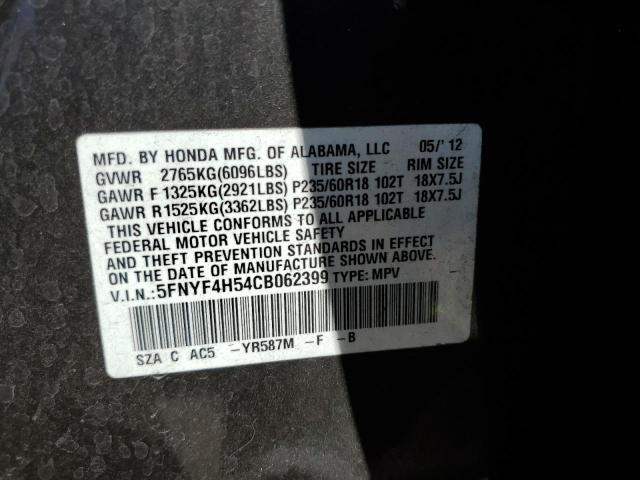 MFD. BY HONDA MFG. OF ALABAMA, LLC 05/'12
GVWR 2765KG(6096LBS) TIRE SIZE RIM SIZE
GAWR F 1325KG(2921LBS) P235/60R18 102T 18X7.5J
GAWR R1525KG(3362LBS) P235/60R18 102T 18X7.5J
THIS VEHICLE CONFORMS TO ALL APPLICABLE
FEDERAL MOTOR VEHICLE SAFETY
AND THEFT PREVENTION STANDARDS IN EFFECT
ON THE DATE OF MANUFACTURE SHOWN ABOVE.
V.I.N.:5FNYF4H54CB062399 TYPE: MPV
SZA C AC5 -YR587M -F -B